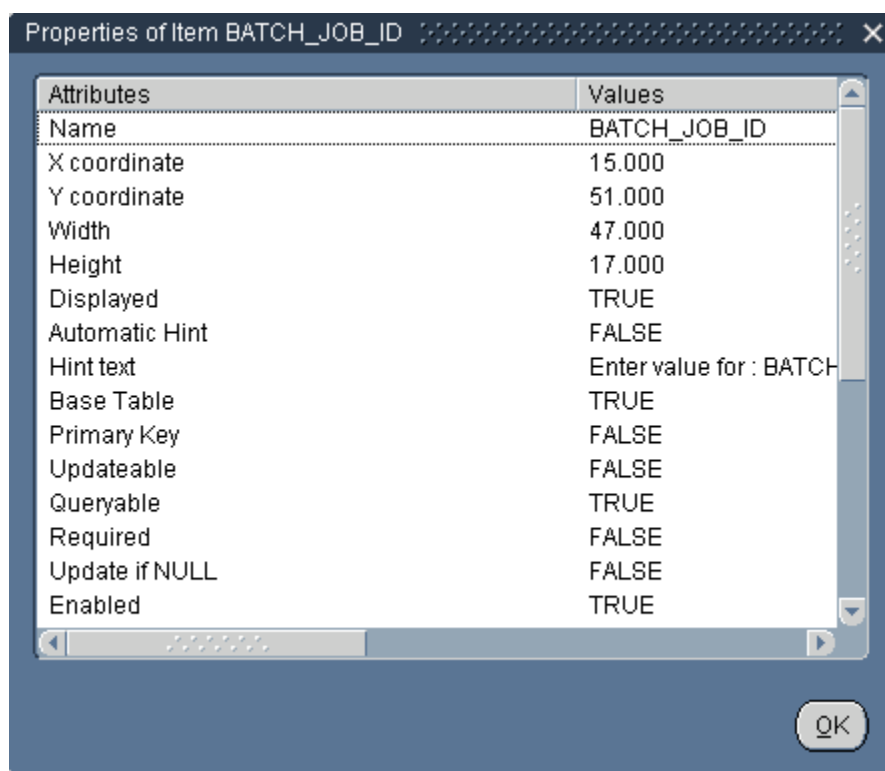 Properties of Item BATCH_JOB_ID
Attributes Values
Name BATCH_JOB_ID
X coordinate 15.000
Y coordinate 51.000
Width 47.000
Height 17.000
Displayed TRUE
Automatic Hint FALSE
Hint text Enter value for : BATCH
Base Table TRUE
Primary Key FALSE
Updateable FALSE
Queryable TRUE
Required FALSE
Update if NULL FALSE
Enabled TRUE
OK